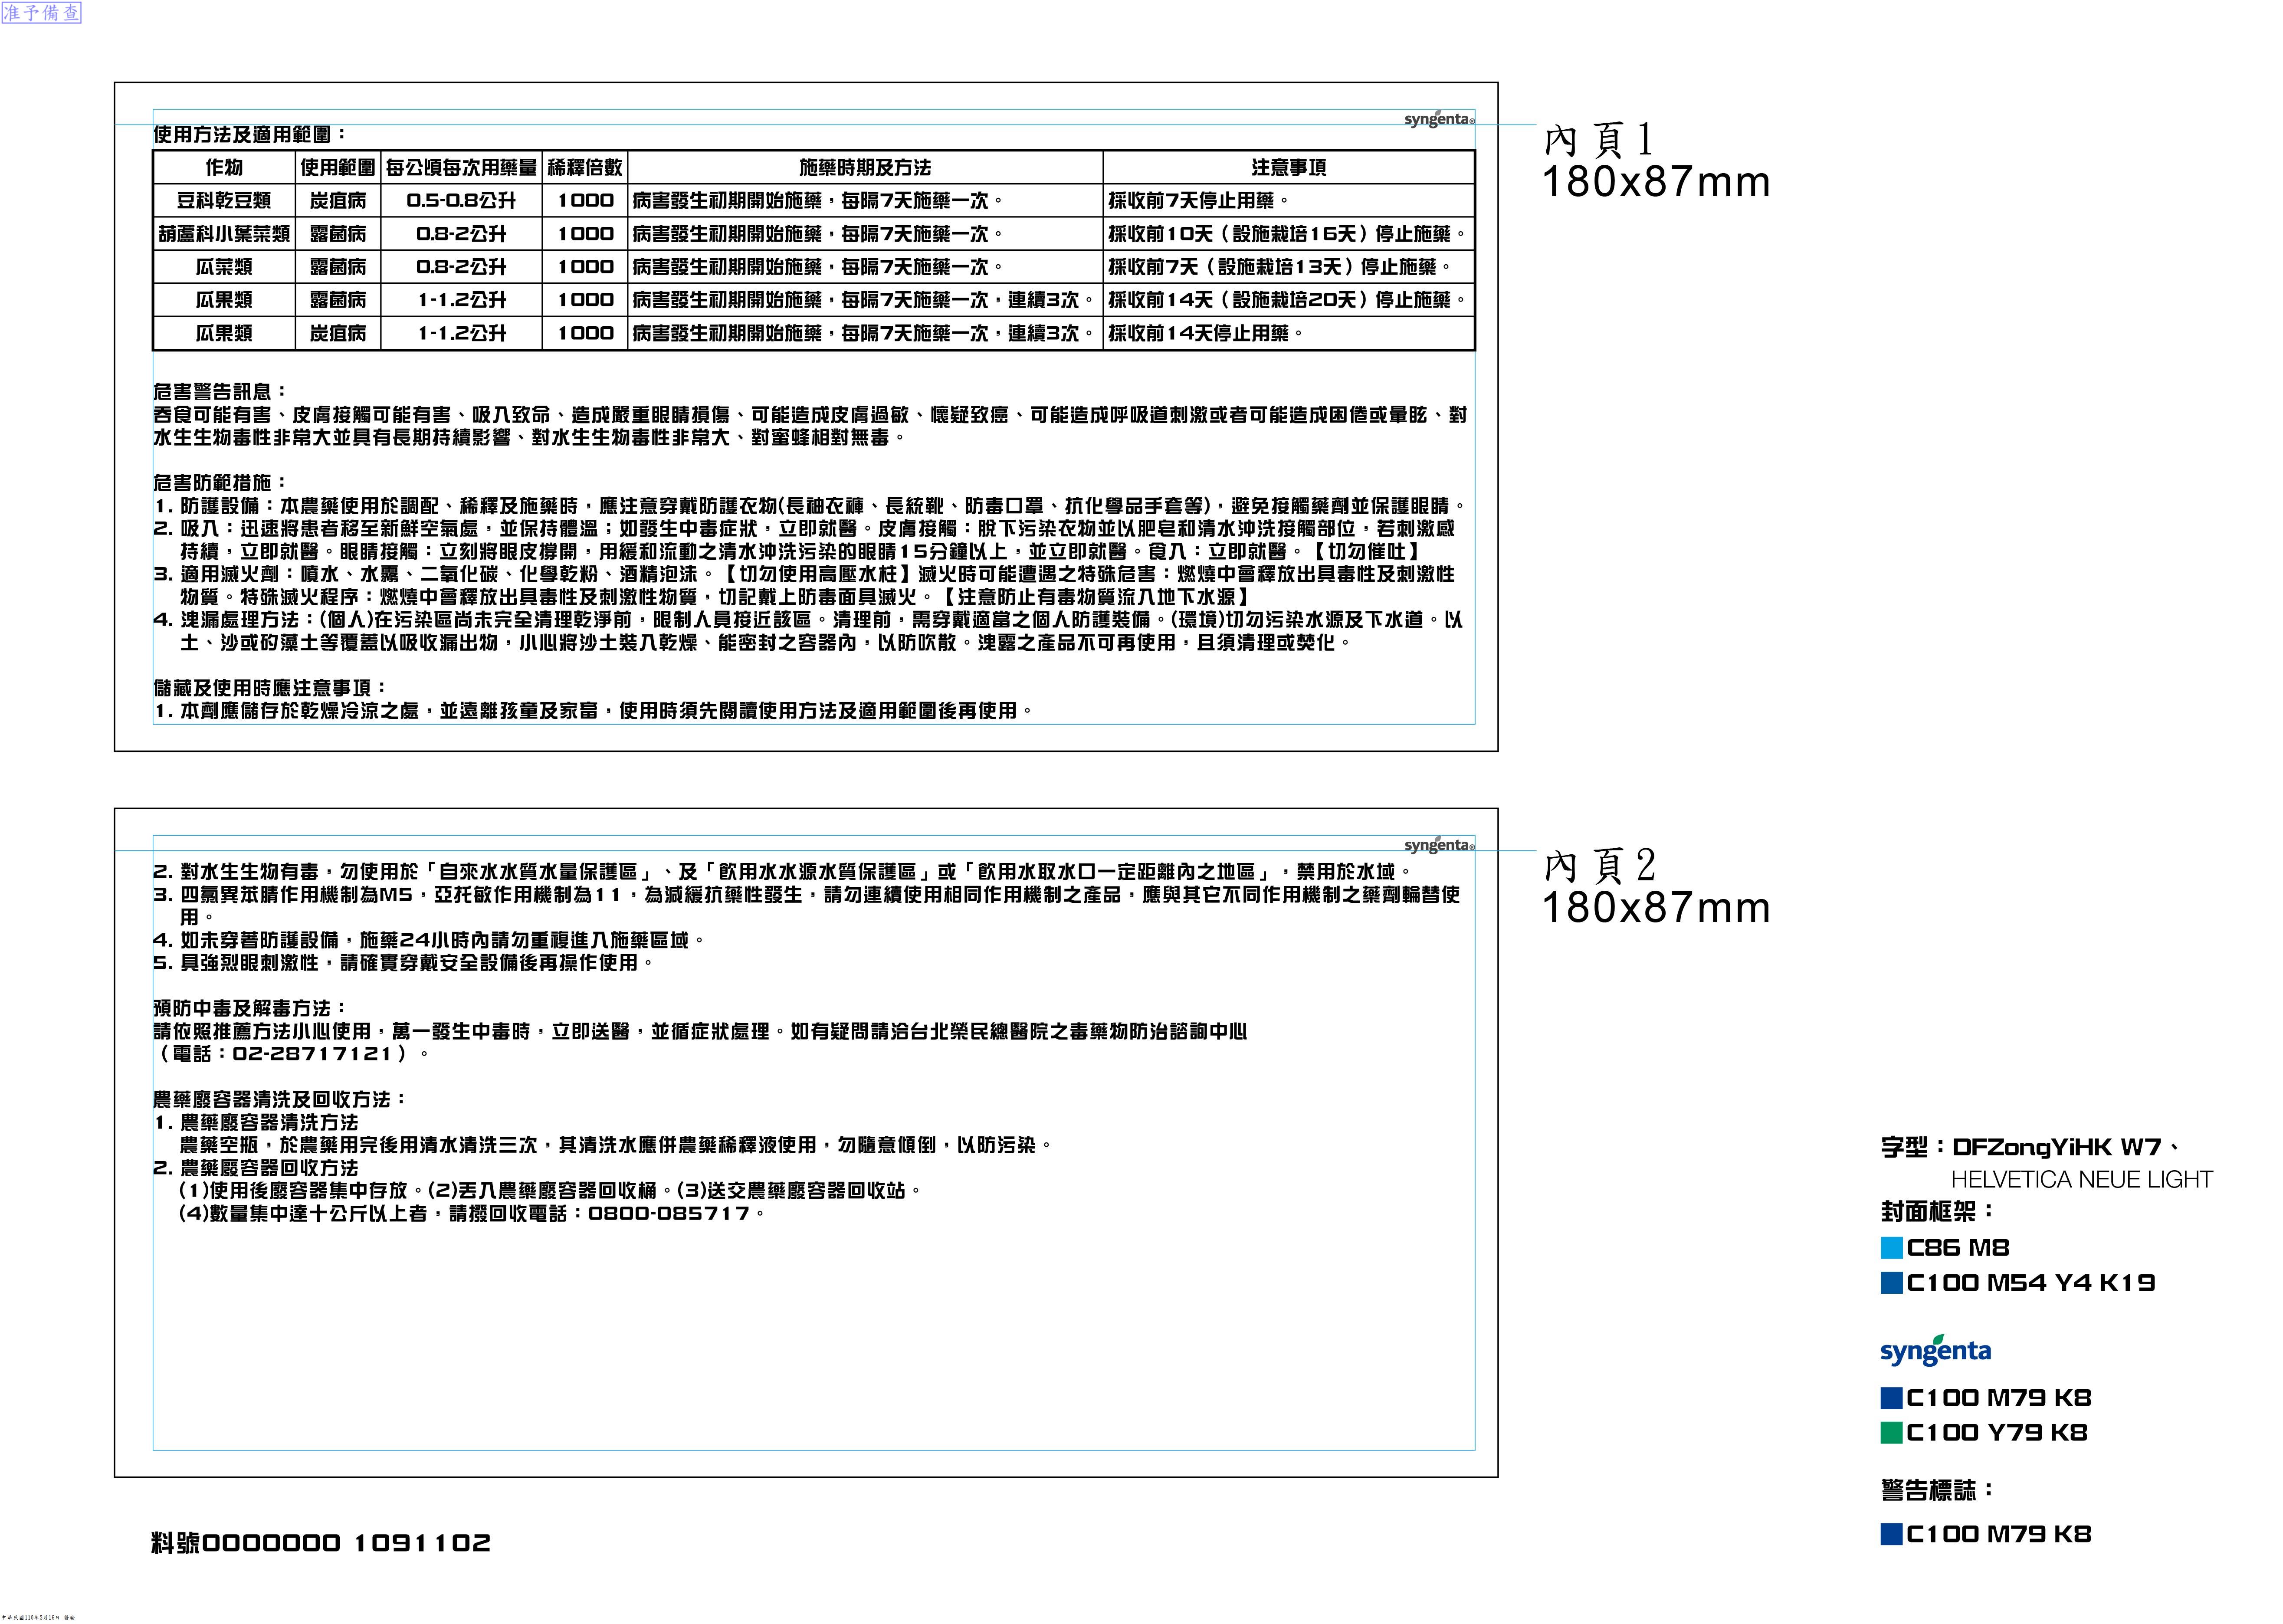 准予備查
syngenta®
內頁1
180x87mm
使用方法及適用範圍：
作物 使用範圍 每公頃每次用藥量 稀釋倍數 施藥時期及方法 注意事項
豆科乾豆類 炭疽病 0.5-0.8公升 1000 病害發生初期開始施藥，每隔7天施藥一次。 採收前7天停止用藥。
葫蘆科小葉菜類 露菌病 0.8-2公升 1000 病害發生初期開始施藥，每隔7天施藥一次。 採收前10天（設施栽培16天）停止施藥。
瓜菜類 露菌病 0.8-2公升 1000 病害發生初期開始施藥，每隔7天施藥一次。 採收前7天（設施栽培13天）停止施藥。
瓜果類 露菌病 1-1.2公升 1000 病害發生初期開始施藥，每隔7天施藥一次，連續3次。 採收前14天（設施栽培20天）停止施藥。
瓜果類 炭疽病 1-1.2公升 1000 病害發生初期開始施藥，每隔7天施藥一次，連續3次。 採收前14天停止用藥。
危害警告訊息：
吞食可能有害、皮膚接觸可能有害、吸入致命、造成嚴重眼睛損傷、可能造成皮膚過敏、懷疑致癌、可能造成呼吸道刺激或者可能造成困倦或暈眩、對
水生生物毒性非常大並具有長期持續影響、對水生生物毒性非常大、對蜜蜂相對無毒。
危害防範措施：
1. 防護設備：本農藥使用於調配、稀釋及施藥時，應注意穿戴防護衣物(長袖衣褲、長統靴、防毒口罩、抗化學品手套等)，避免接觸藥劑並保護眼睛。
2. 吸入：迅速將患者移至新鮮空氣處，並保持體溫；如發生中毒症狀，立即就醫。皮膚接觸：脫下污染衣物並以肥皂和清水沖洗接觸部位，若刺激感
持續，立即就醫。眼睛接觸：立刻將眼皮撐開，用緩和流動之清水沖洗污染的眼睛15分鐘以上，並立即就醫。食入：立即就醫。【切勿催吐】
3. 適用滅火劑：噴水、水霧、二氧化碳、化學乾粉、酒精泡沫。【切勿使用高壓水柱】滅火時可能遭遇之特殊危害：燃燒中會釋放出具毒性及刺激性
物質。特殊滅火程序：燃燒中會釋放出具毒性及刺激性物質，切記戴上防毒面具滅火。【注意防止有毒物質流入地下水源】
4. 洩漏處理方法：(個人)在污染區尚未完全清理乾淨前，限制人員接近該區。清理前，需穿戴適當之個人防護裝備。(環境)切勿污染水源及下水道。以
土、沙或矽藻土等覆蓋以吸收漏出物，小心將沙土裝入乾燥、能密封之容器內，以防吹散。洩露之產品不可再使用，且須清理或焚化。
儲藏及使用時應注意事項：
1. 本劑應儲存於乾燥冷涼之處，並遠離孩童及家畜，使用時須先閱讀使用方法及適用範圍後再使用。
syngenta®
內頁2
180x87mm
2. 對水生生物有毒，勿使用於「自來水水質水量保護區」、及「飲用水水源水質保護區」或「飲用水取水口一定距離內之地區」，禁用於水域。
3. 四氯異苯腈作用機制為M5，亞托敏作用機制為11，為減緩抗藥性發生，請勿連續使用相同作用機制之產品，應與其它不同作用機制之藥劑輪替使
用。
4. 如未穿著防護設備，施藥24小時內請勿重複進入施藥區域。
5. 具強烈眼刺激性，請確實穿戴安全設備後再操作使用。
預防中毒及解毒方法：
請依照推薦方法小心使用，萬一發生中毒時，立即送醫，並循症狀處理。如有疑問請洽台北榮民總醫院之毒藥物防治諮詢中心
（電話：02-28717121）。
農藥廢容器清洗及回收方法：
1. 農藥廢容器清洗方法
農藥空瓶，於農藥用完後用清水清洗三次，其清洗水應併農藥稀釋液使用，勿隨意傾倒，以防污染。
2. 農藥廢容器回收方法
(1)使用後廢容器集中存放。(2)丟入農藥廢容器回收桶。(3)送交農藥廢容器回收站。
(4)數量集中達十公斤以上者，請撥回收電話：0800-085717。
字型：DFZongYiHK W7、
HELVETICA NEUE LIGHT
封面框架：
C86 M8
C100 M54 Y4 K19
syngenta
C100 M79 K8
C100 Y79 K8
警告標誌：
C100 M79 K8
料號0000000 1091102
中華民國110年3月16日 簽發